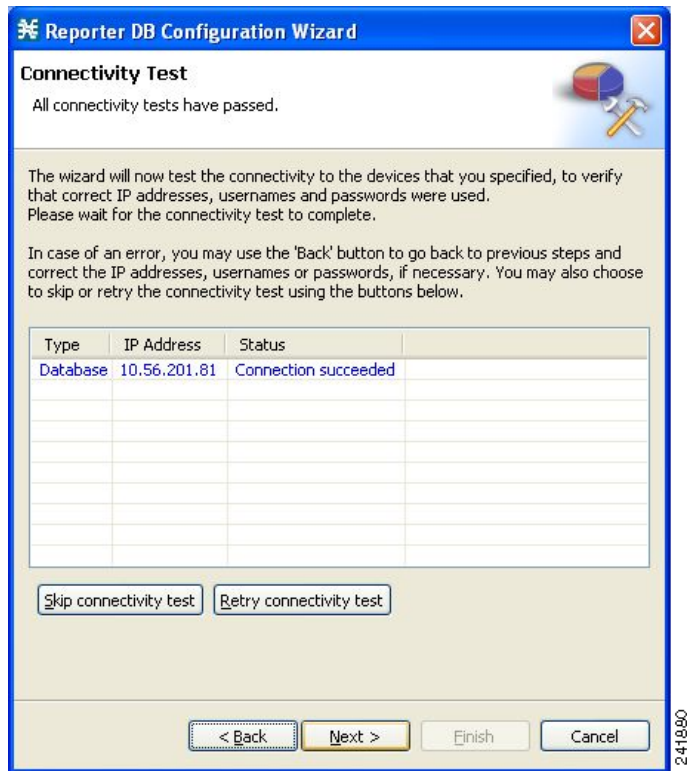 Reporter DB Configuration Wizard
Connectivity Test
All connectivity tests have passed.
The wizard will now test the connectivity to the devices that you specified, to verify
that correct IP addresses, usernames and passwords were used.
Please wait for the connectivity test to complete.
In case of an error, you may use the 'Back' button to go back to previous steps and
correct the IP addresses, usernames or passwords, if necessary. You may also choose
to skip or retry the connectivity test using the buttons below.
Type IP Address Status
Database 10.56.201.81 Connection succeeded
Skip connectivity test Retry connectivity test
< Back Next > Finish Cancel
241880